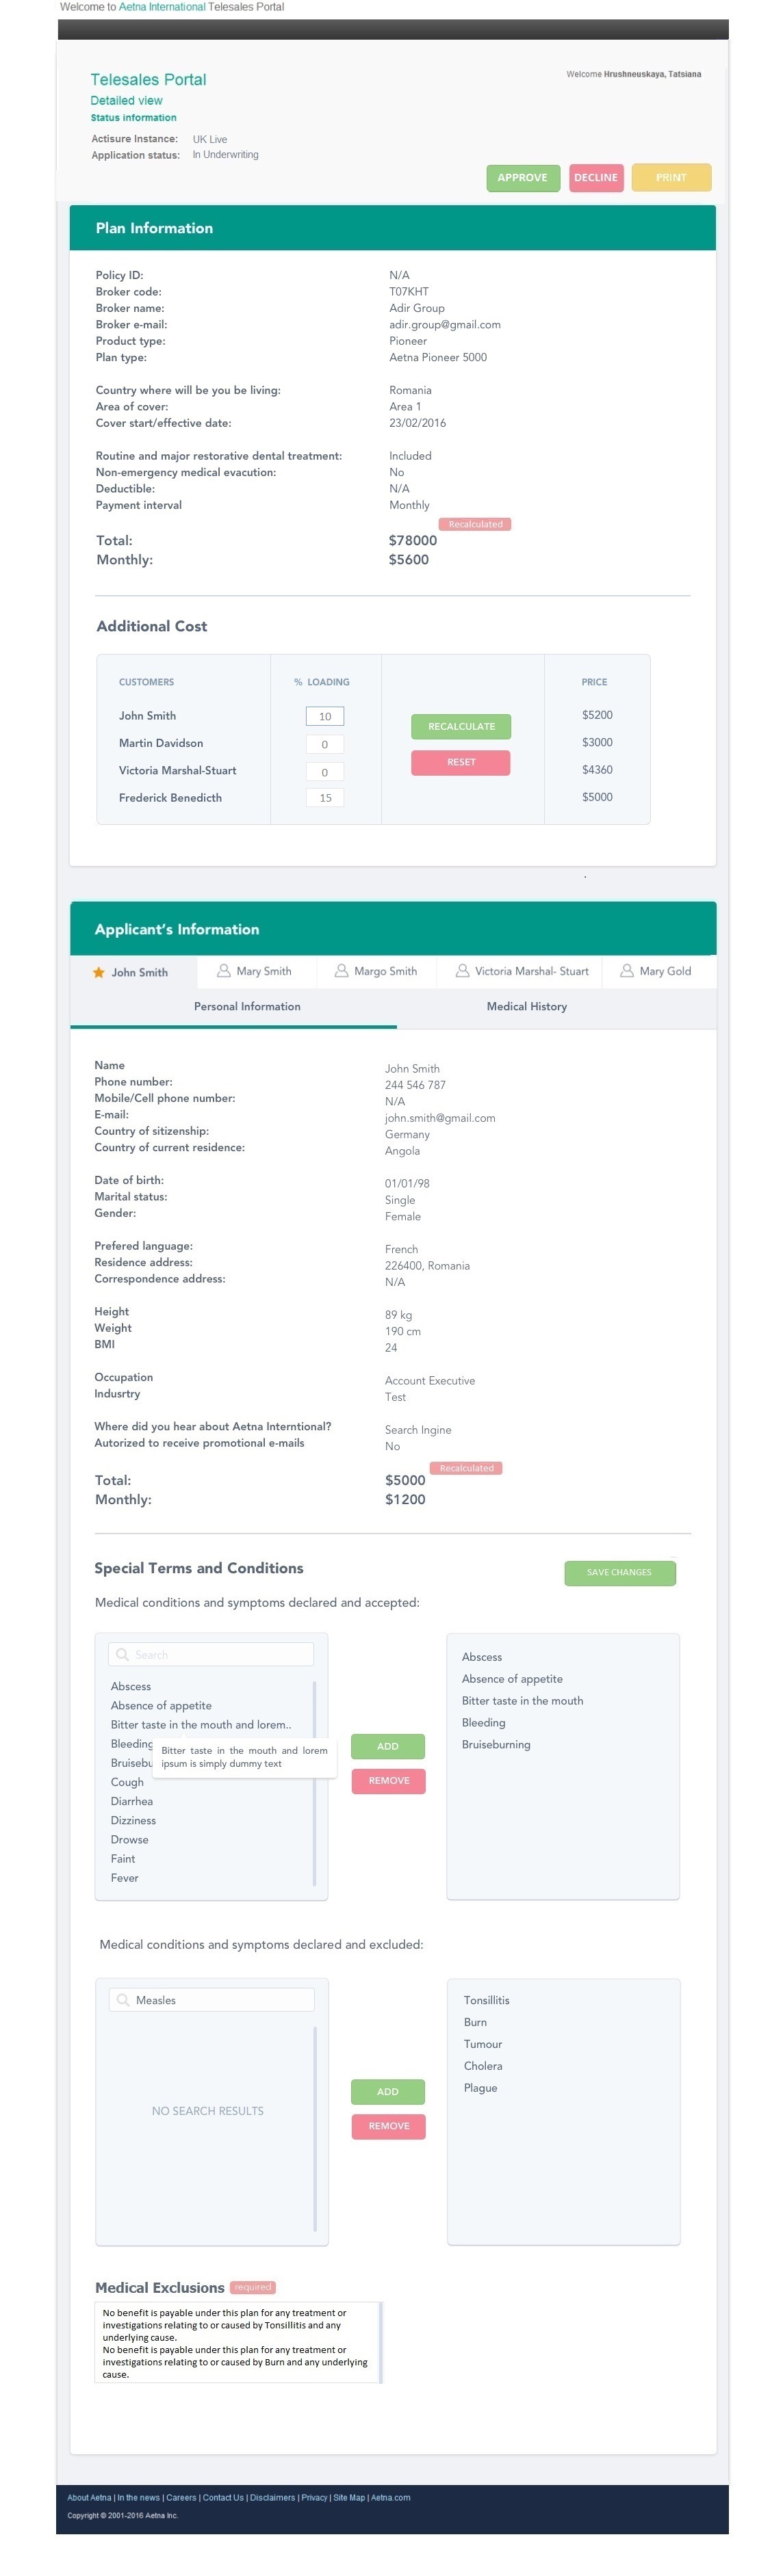 Welcome to Aetna International Telesales Portal
Telesales Portal
Welcome Hrushneuskaya, Tatsiana
Detailed view
Status information
Actisure Instance: UK Live
Application status: In Underwriting
APPROVE DECLINE PRINT
Plan Information
Policy ID: N/A
Broker code: T07KHT
Broker name: Adir Group
Broker e-mail: adir.group@gmail.com
Product type: Pioneer
Plan type: Aetna Pioneer 5000
Country where will be you be living: Romania
Area of cover: Area 1
Cover start/effective date: 23/02/2016
Routine and major restorative dental treatment: Included
Non-emergency medical evacution: No
Deductible: N/A
Payment interval Monthly
Recalculated
Total: $78000
Monthly: $5600
Additional Cost
CUSTOMERS % LOADING PRICE
John Smith 10 $5200
RECALCULATE
Martin Davidson 0 $3000
RESET
Victoria Marshal-Stuart 0 $4360
Frederick Benedicth 15 $5000
Applicant's Information
John Smith Mary Smith Margo Smith Victoria Marshal- Stuart Mary Gold
Personal Information Medical History
Name John Smith
Phone number: 244 546 787
Mobile/Cell phone number: N/A
E-mail: john.smith@gmail.com
Country of sitizenship: Germany
Country of current residence: Angola
Date of birth: 01/01/98
Marital status: Single
Gender: Female
Prefered language: French
Residence address: 226400, Romania
Correspondence address: N/A
Height 89 kg
Weight 190 cm
BMI 24
Occupation Account Executive
Indusrtry Test
Where did you hear about Aetna Interntional? Search Ingine
Autorized to receive promotional e-mails No
Recalculated
Total: $5000
Monthly: $1200
Special Terms and Conditions
SAVE CHANGES
Medical conditions and symptoms declared and accepted:
Search
Abscess
Absence of appetite
Bitter taste in the mouth and lorem..
Bleeding
Bitter taste in the mouth and lorem
ipsum is simply dummy text
Bruisebu
Cough
Diarrhea
Dizziness
Drowse
Faint
Fever
ADD
REMOVE
Abscess
Absence of appetite
Bitter taste in the mouth
Bleeding
Bruiseburning
Medical conditions and symptoms declared and excluded:
Measles
NO SEARCH RESULTS
ADD
REMOVE
Tonsillitis
Burn
Tumour
Cholera
Plague
Medical Exclusions required
No benefit is payable under this plan for any treatment or
investigations relating to or caused by Tonsillitis and any
underlying cause.
No benefit is payable under this plan for any treatment or
investigations relating to or caused by Burn and any underlying
cause.
About Aetna | In the news | Careers | Contact Us | Disclaimers | Privacy | Site Map | Aetna.com
Copyright © 2001-2016 Aetna Inc.